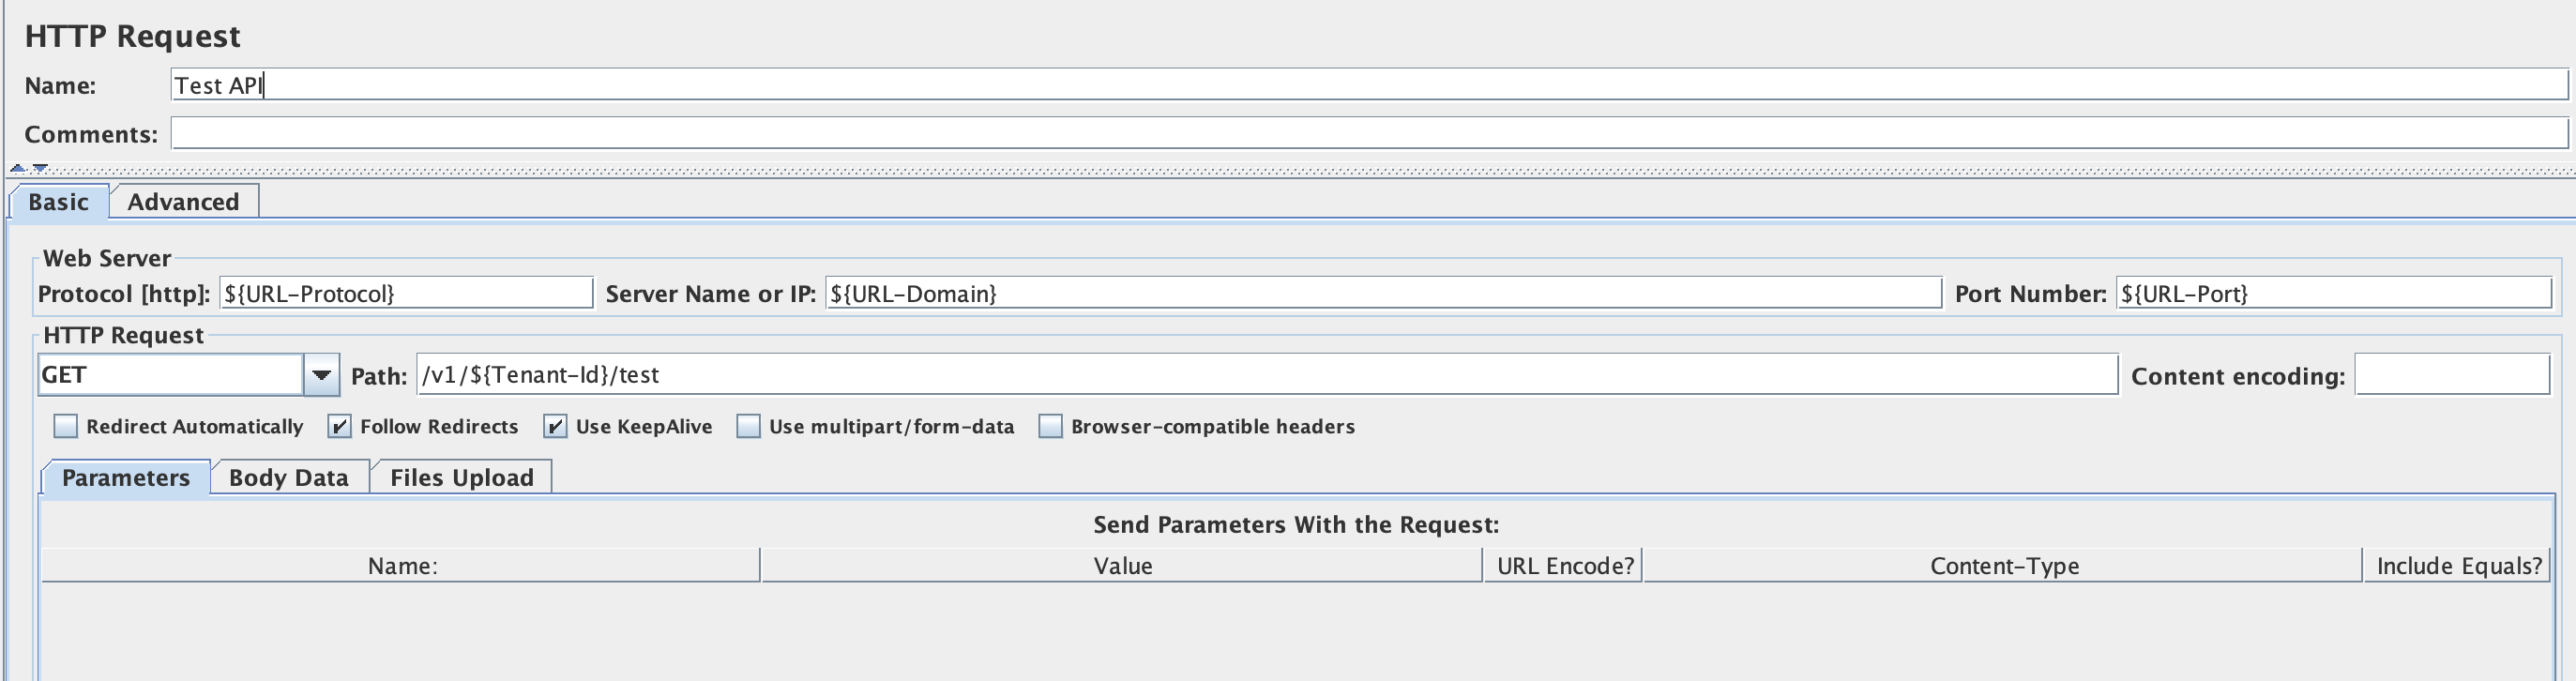 HTTP Request
Name: Test API
Comments:
Basic Advanced
Web Server
Protocol [http]: ${URL-Protocol} Server Name or IP: ${URL-Domain} Port Number: ${URL-Port}
HTTP Request
GET Path: /v1/${Tenant-Id}/test Content encoding:
Redirect Automatically Follow Redirects Use KeepAlive Use multipart/form-data Browser-compatible headers
Parameters Body Data Files Upload
Send Parameters With the Request:
Name: Value URL Encode? Content-Type Include Equals?